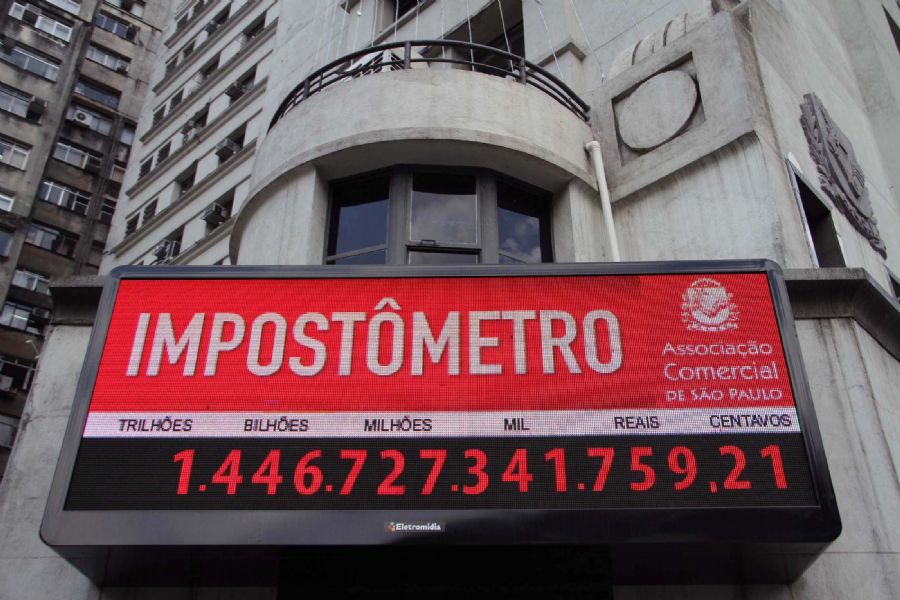 IMPOSTÔMETRO
Associação
Comercial
DE SÃO PAULO
TRILHÕES BILHÕES MILHÕES MIL REAIS CENTAVOS
1.446.727.341.759,21
Eletromidia